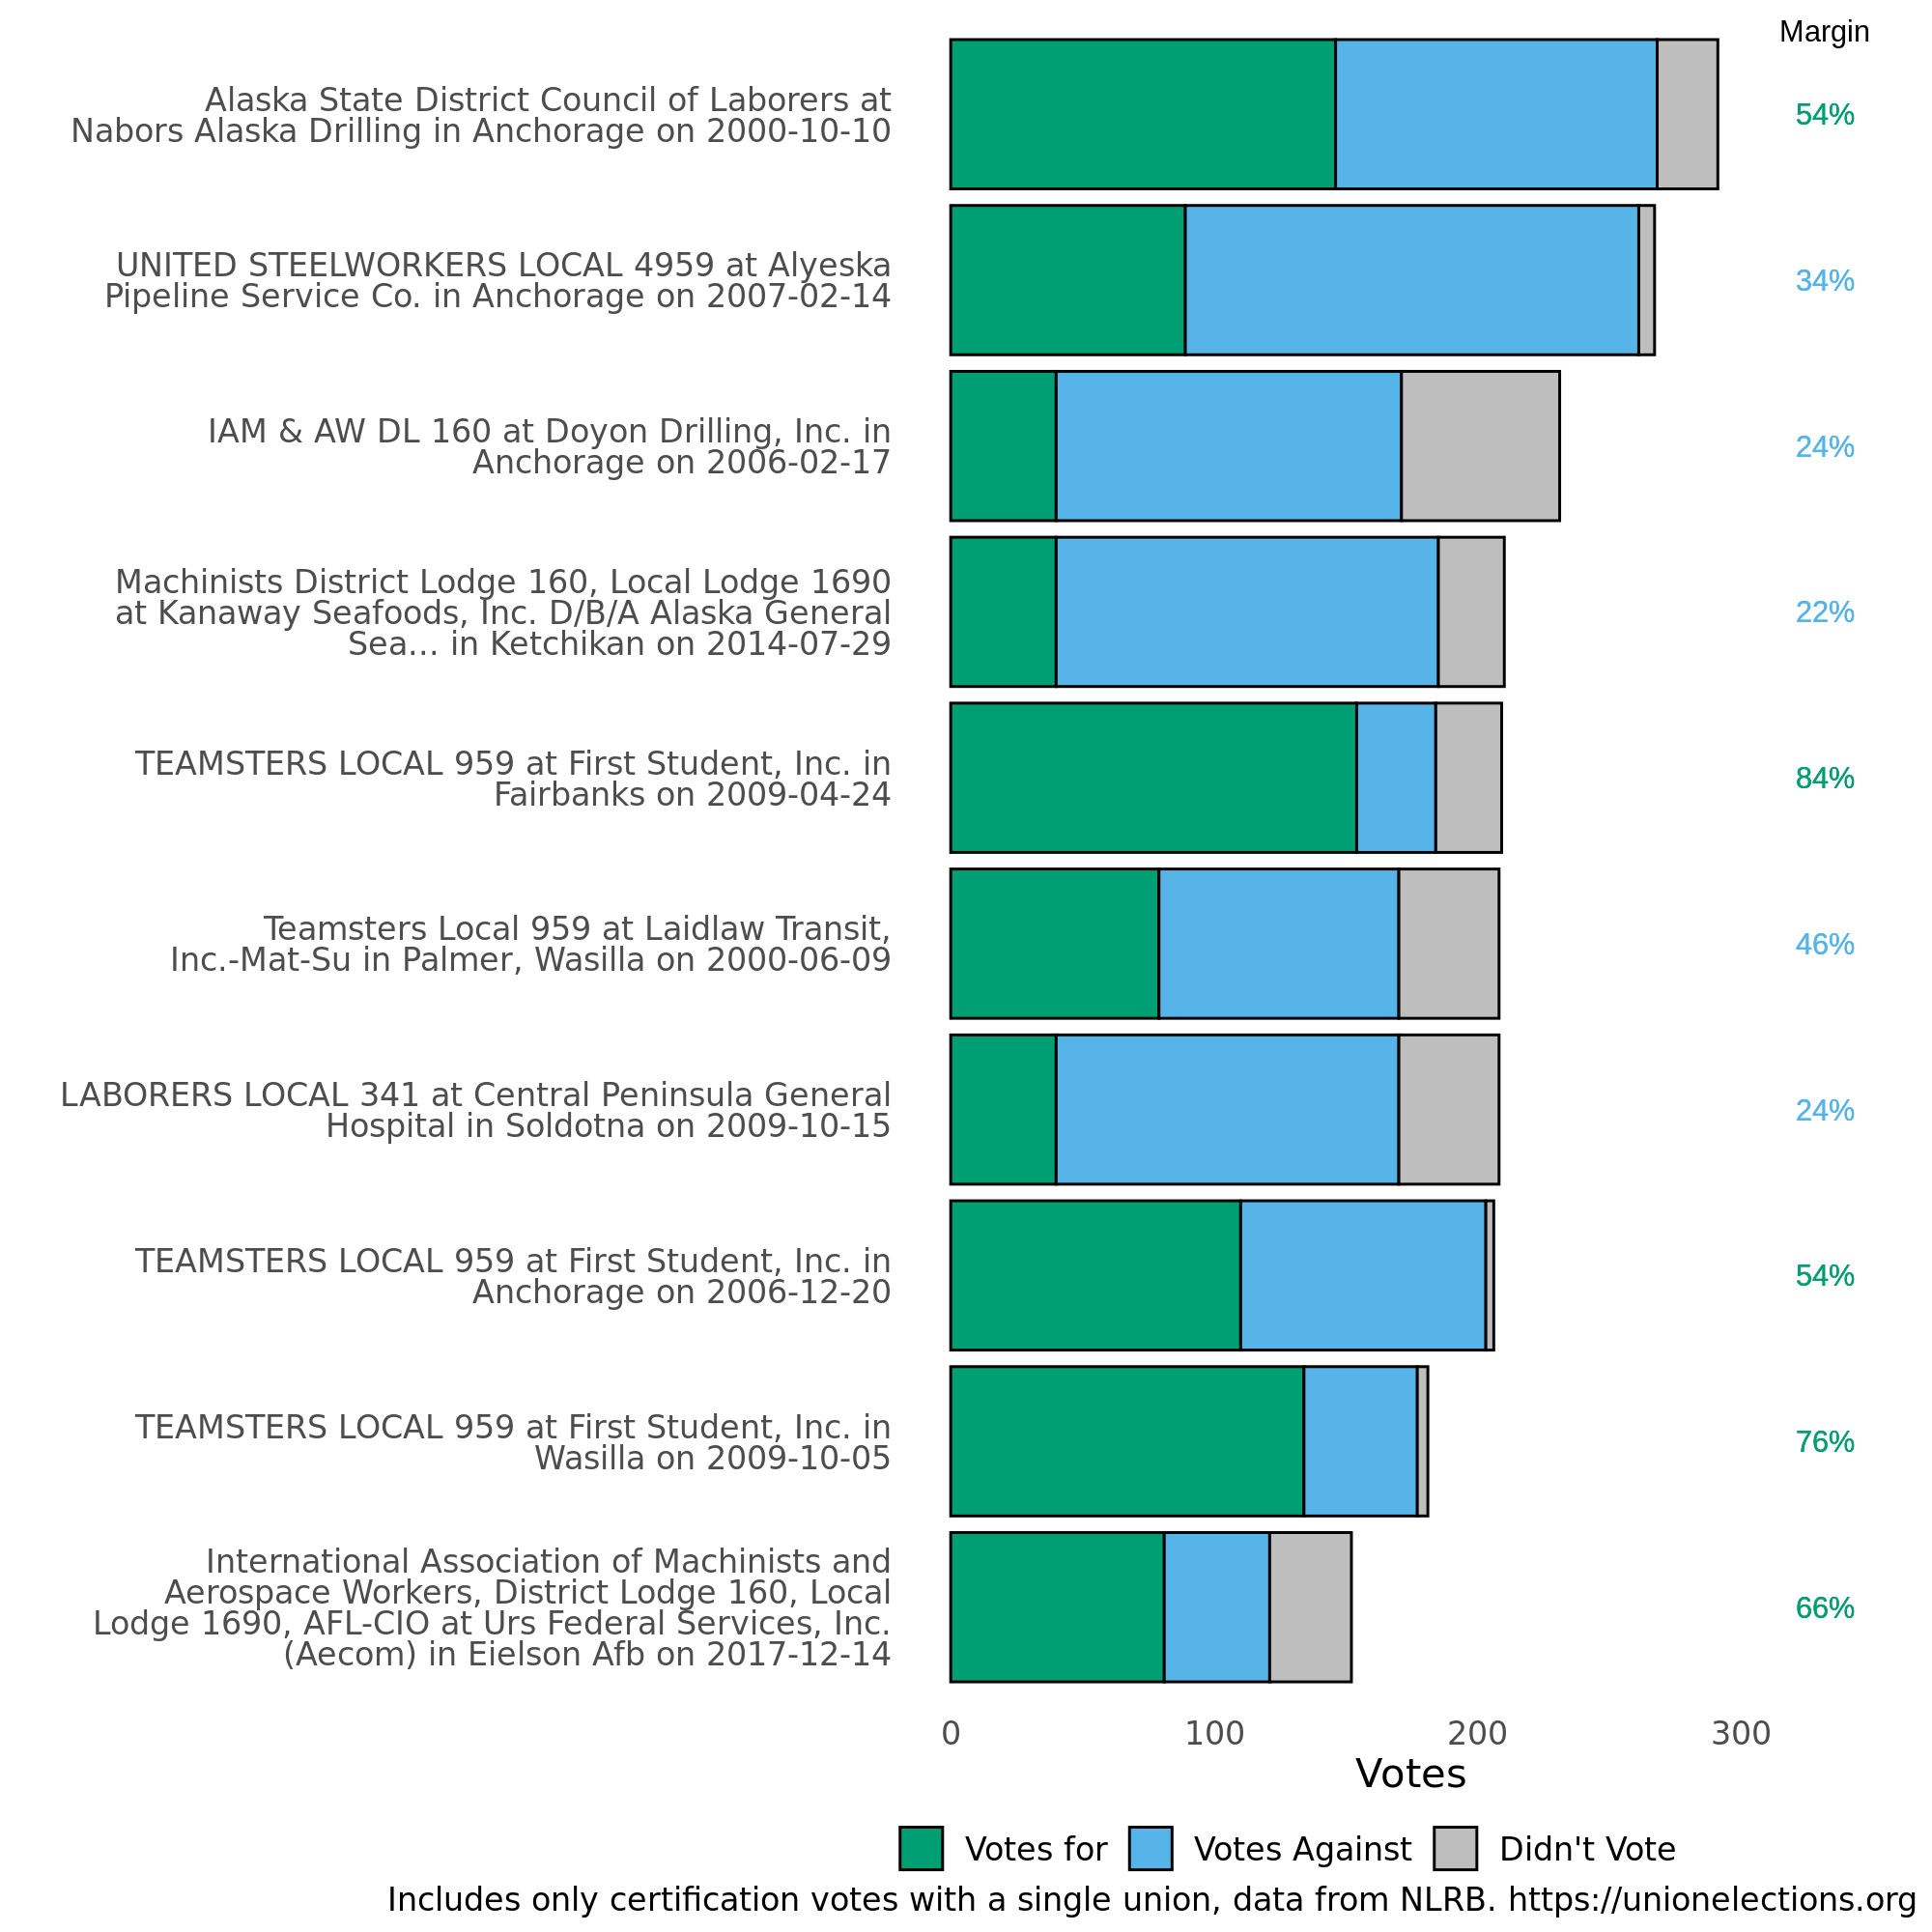 Margin
Alaska State District Council of Laborers at
Nabors Alaska Drilling in Anchorage on 2000-10-10
54%
UNITED STEELWORKERS LOCAL 4959 at Alyeska
Pipeline Service Co. in Anchorage on 2007-02-14
34%
IAM & AW DL 160 at Doyon Drilling, Inc. in
Anchorage on 2006-02-17
24%
Machinists District Lodge 160, Local Lodge 1690
at Kanaway Seafoods, Inc. D/B/A Alaska General
Sea... in Ketchikan on 2014-07-29
22%
TEAMSTERS LOCAL 959 at First Student, Inc. in
Fairbanks on 2009-04-24
84%
Teamsters Local 959 at Laidlaw Transit,
Inc.-Mat-Su in Palmer, Wasilla on 2000-06-09
46%
LABORERS LOCAL 341 at Central Peninsula General
Hospital in Soldotna on 2009-10-15
24%
TEAMSTERS LOCAL 959 at First Student, Inc. in
Anchorage on 2006-12-20
54%
TEAMSTERS LOCAL 959 at First Student, Inc. in
Wasilla on 2009-10-05
76%
International Association of Machinists and
Aerospace Workers, District Lodge 160, Local
Lodge 1690, AFL-CIO at Urs Federal Services, Inc.
(Aecom) in Eielson Afb on 2017-12-14
66%
0 100 200 300
Votes
Votes for Votes Against Didn't Vote
Includes only certification votes with a single union, data from NLRB. https://unionelections.org